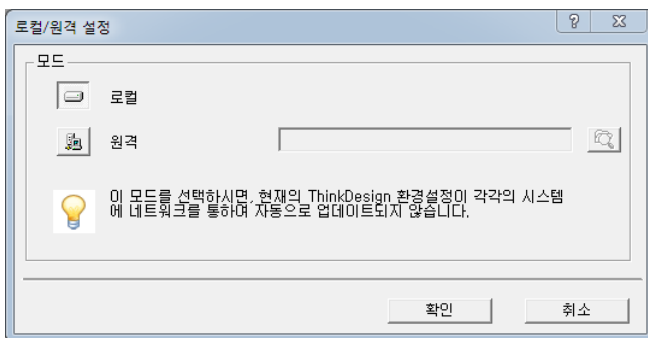 로컬/원격 설정
모드
로컬
원격
이 모드를 선택하시면, 현재의 ThinkDesign 환경설정이 각각의 시스템
에 네트워크를 통하여 자동으로 업데이트되지 않습니다.
확인
취소